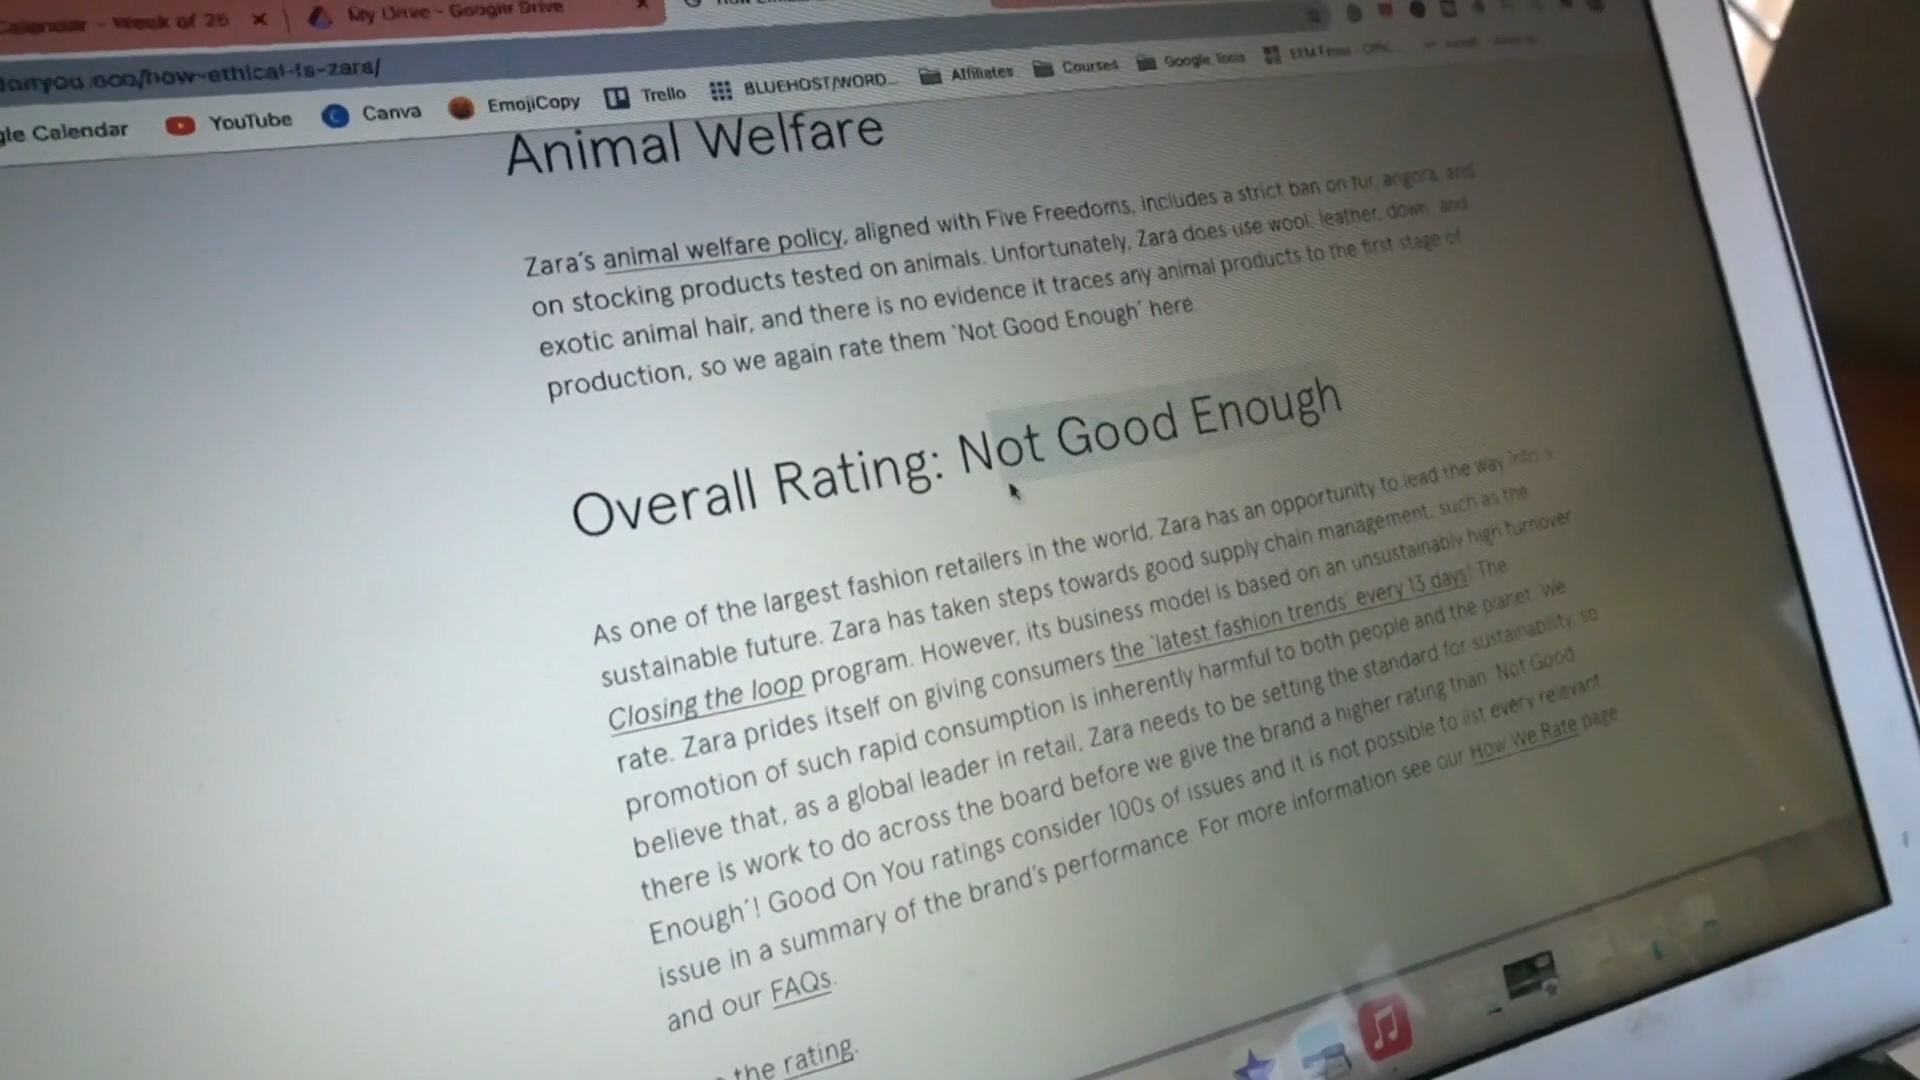 Calendar - Week of 26
My Drive - Google Drive
/how-ethical-is-zara/
gle Calendar YouTube Canva EmojiCopy Trello BLUEHOST/WORD... Affiliates Courses Google Tools
Animal Welfare
Zara's animal welfare policy, aligned with Five Freedoms, includes a strict ban on fur, angora, and
on stocking products tested on animals. Unfortunately, Zara does use wool, leather, down, and
exotic animal hair, and there is no evidence it traces any animal products to the first stage of
production, so we again rate them 'Not Good Enough' here.
Overall Rating: Not Good Enough
As one of the largest fashion retailers in the world, Zara has an opportunity to lead the way into a
sustainable future. Zara has taken steps towards good supply chain management, such as the
Closing the loop program. However, its business model is based on an unsustainably high turnover
rate. Zara prides itself on giving consumers the 'latest fashion trends' every 13 days! The
promotion of such rapid consumption is inherently harmful to both people and the planet. We
believe that, as a global leader in retail, Zara needs to be setting the standard for sustainability, so
there is work to do across the board before we give the brand a higher rating than 'Not Good
Enough'! Good On You ratings consider 100s of issues and it is not possible to list every relevant
issue in a summary of the brand's performance. For more information see our How We Rate page
and our FAQs.
the rating.